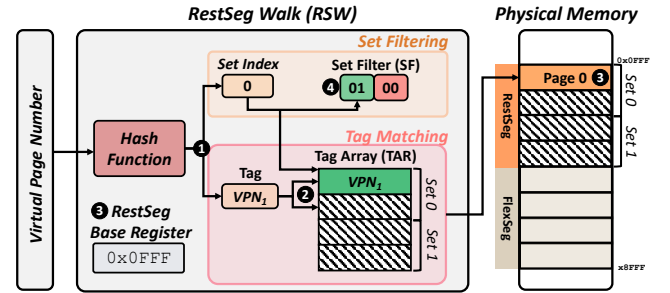 RestSeg Walk (RSW)
Physical Memory
Virtual Page Number
Set Filtering
Set Index
Set Filter (SF)
0
4
01
00
Hash
Function
1
Tag Matching
Tag
Tag Array (TAR)
VPN1
2
VPN1
Set 0
Set 1
3 RestSeg
Base Register
0x0FFF
0x0FFF
RestSeg
Page 0 3
Set 0
Set 1
FlexSeg
x8FFF